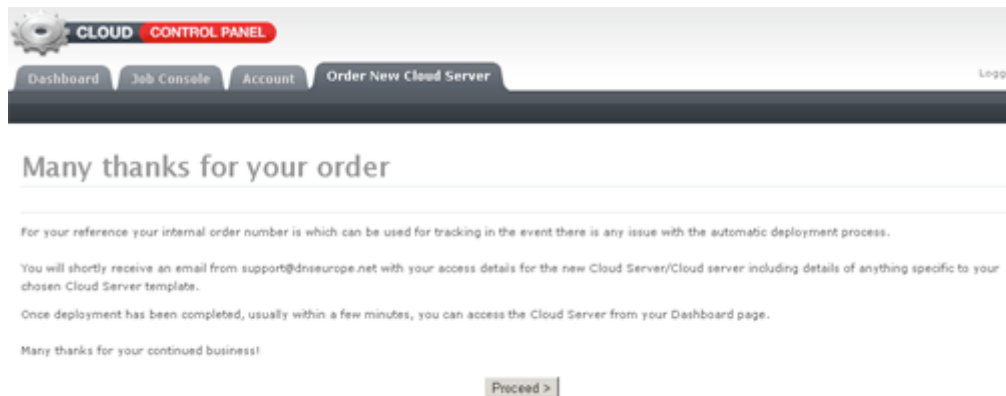 CLOUD CONTROL PANEL
Dashboard Job Console Account Order New Cloud Server
Many thanks for your order
For your reference your internal order number is which can be used for tracking in the event there is any issue with the automatic deployment process.
You will shortly receive an email from support@dnseurope.net with your access details for the new Cloud Server/Cloud server including details of anything specific to your
chosen Cloud Server template.
Once deployment has been completed, usually within a few minutes, you can access the Cloud Server from your Dashboard page.
Many thanks for your continued business!
Proceed >